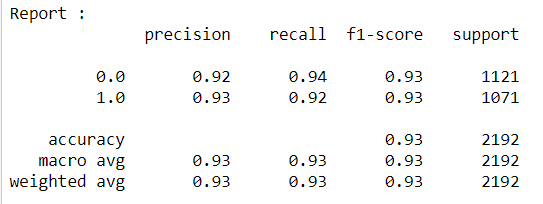 Report :
precision recall f1-score support
0.0 0.92 0.94 0.93 1121
1.0 0.93 0.92 0.93 1071
accuracy 0.93 2192
macro avg 0.93 0.93 0.93 2192
weighted avg 0.93 0.93 0.93 2192